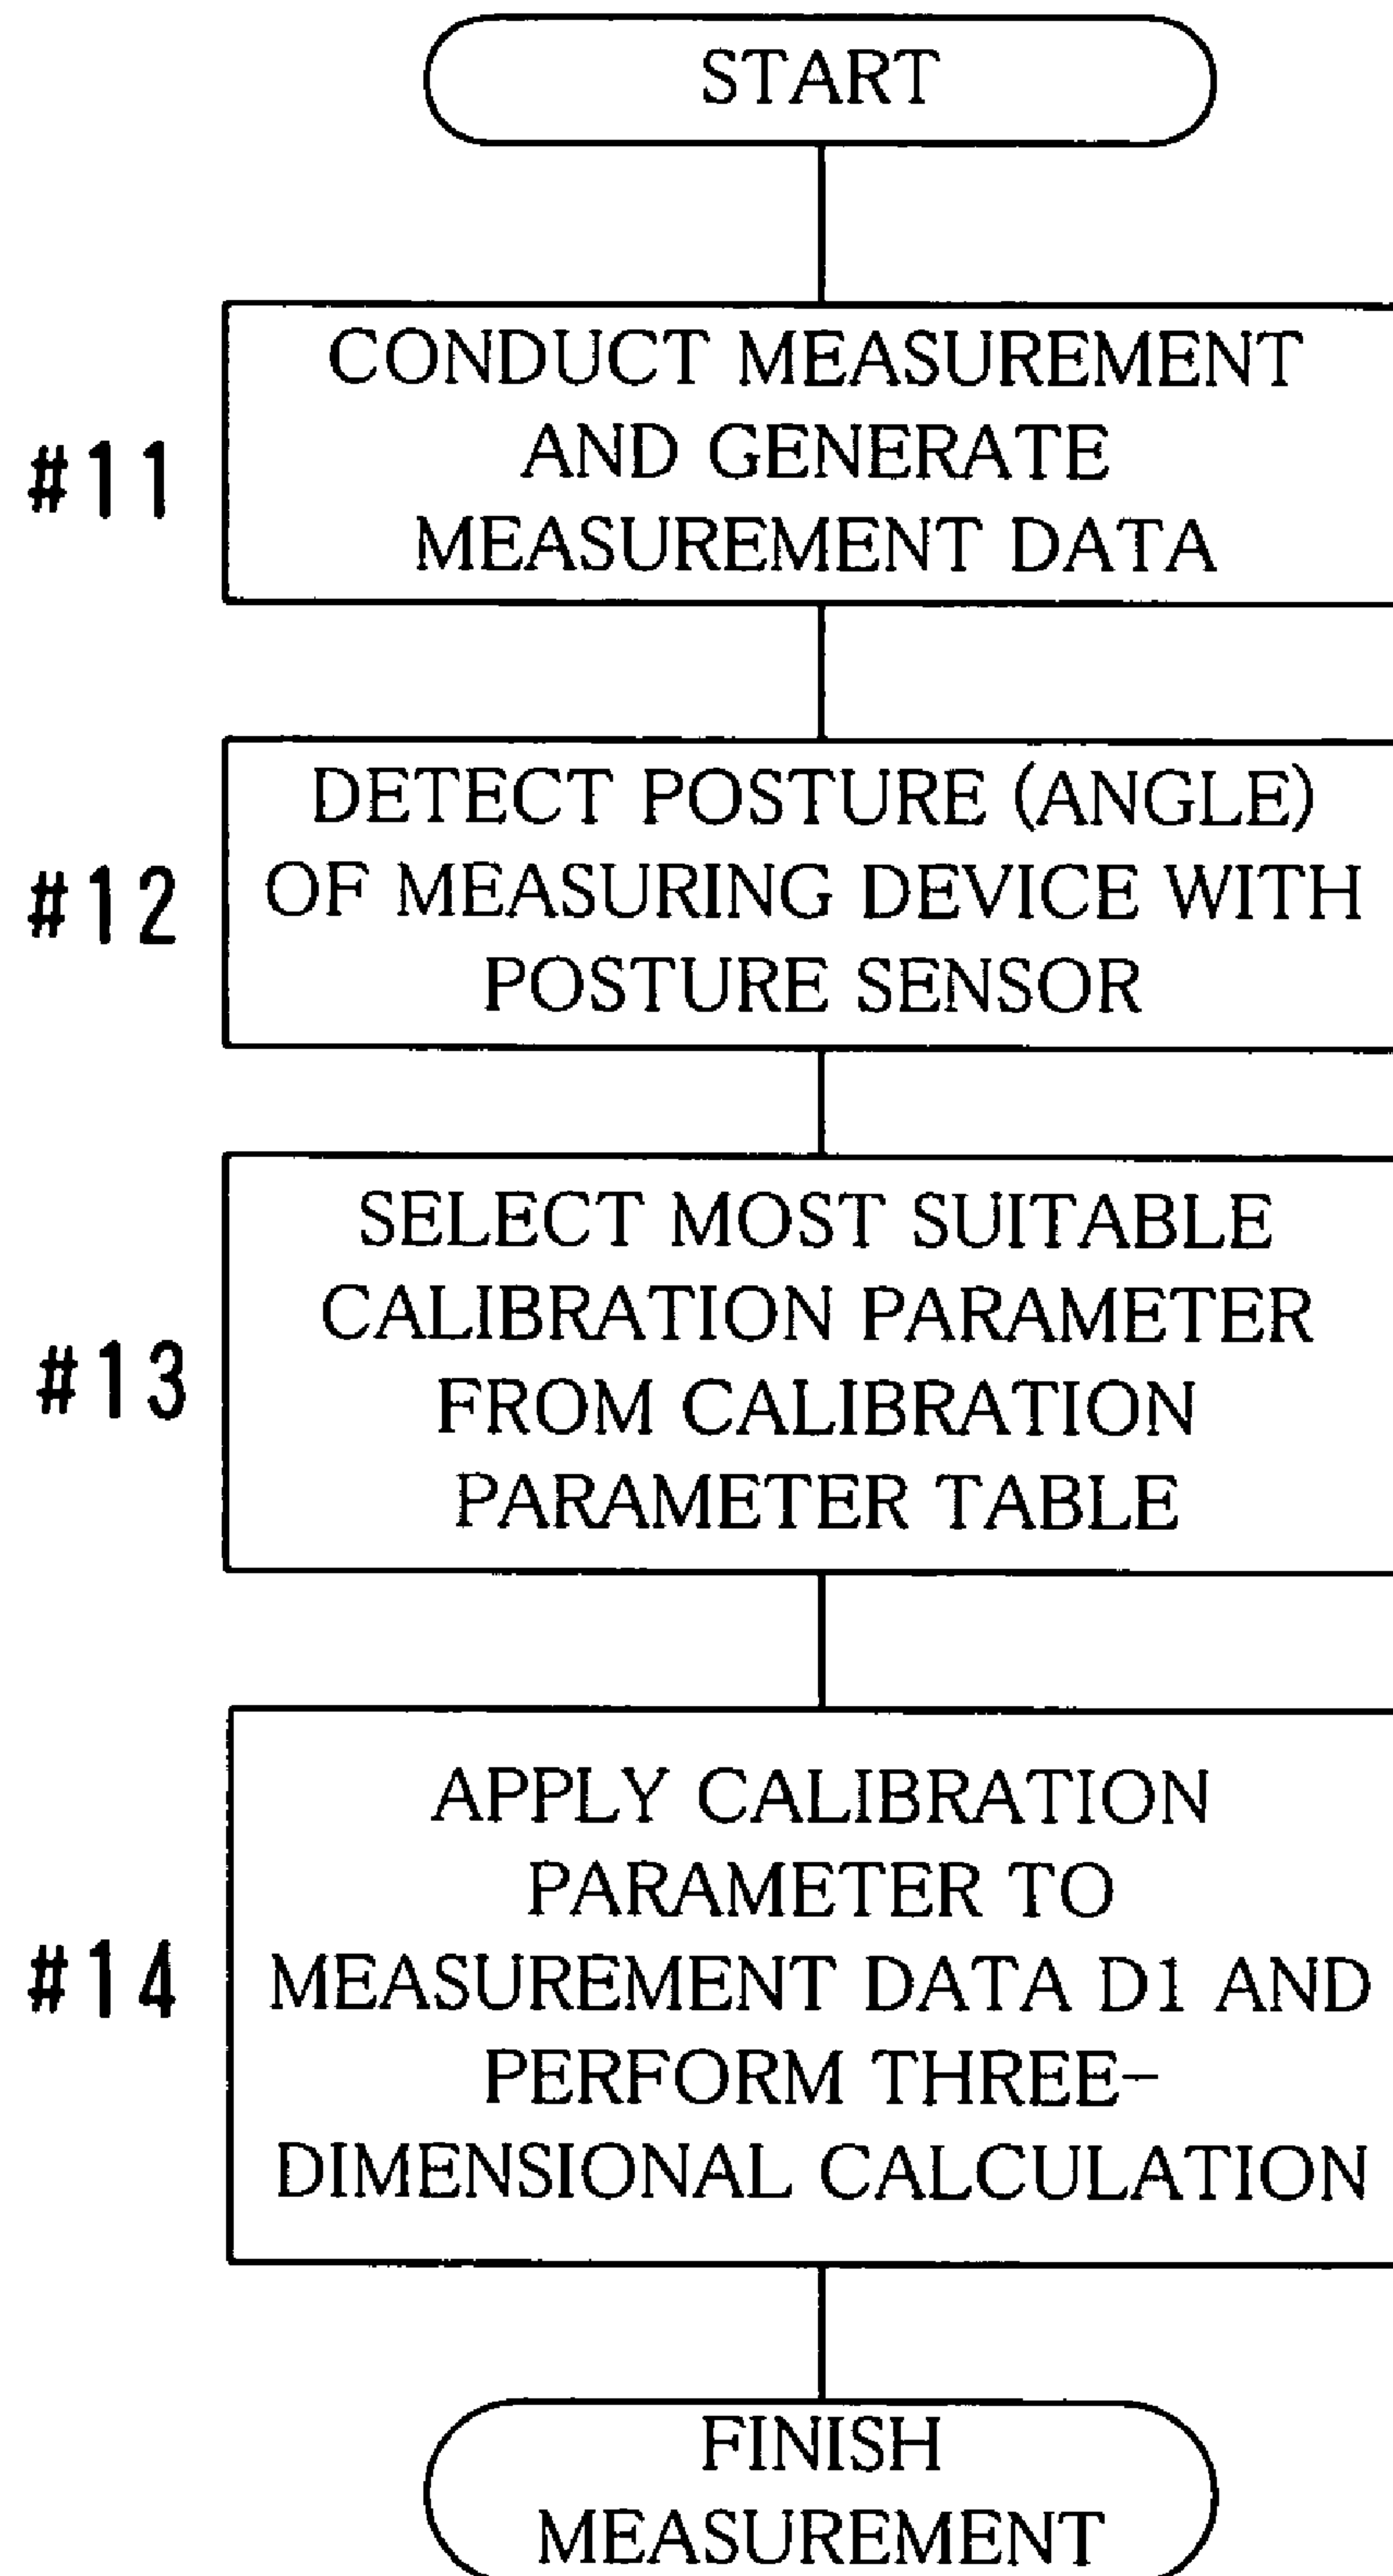 START
CONDUCT MEASUREMENT
AND GENERATE
MEASUREMENT DATA
#11
DETECT POSTURE (ANGLE)
OF MEASURING DEVICE WITH
POSTURE SENSOR
#12
SELECT MOST SUITABLE
CALIBRATION PARAMETER
FROM CALIBRATION
PARAMETER TABLE
#13
APPLY CALIBRATION
PARAMETER TO
MEASUREMENT DATA D1 AND
PERFORM THREE-
DIMENSIONAL CALCULATION
#14
FINISH
MEASUREMENT